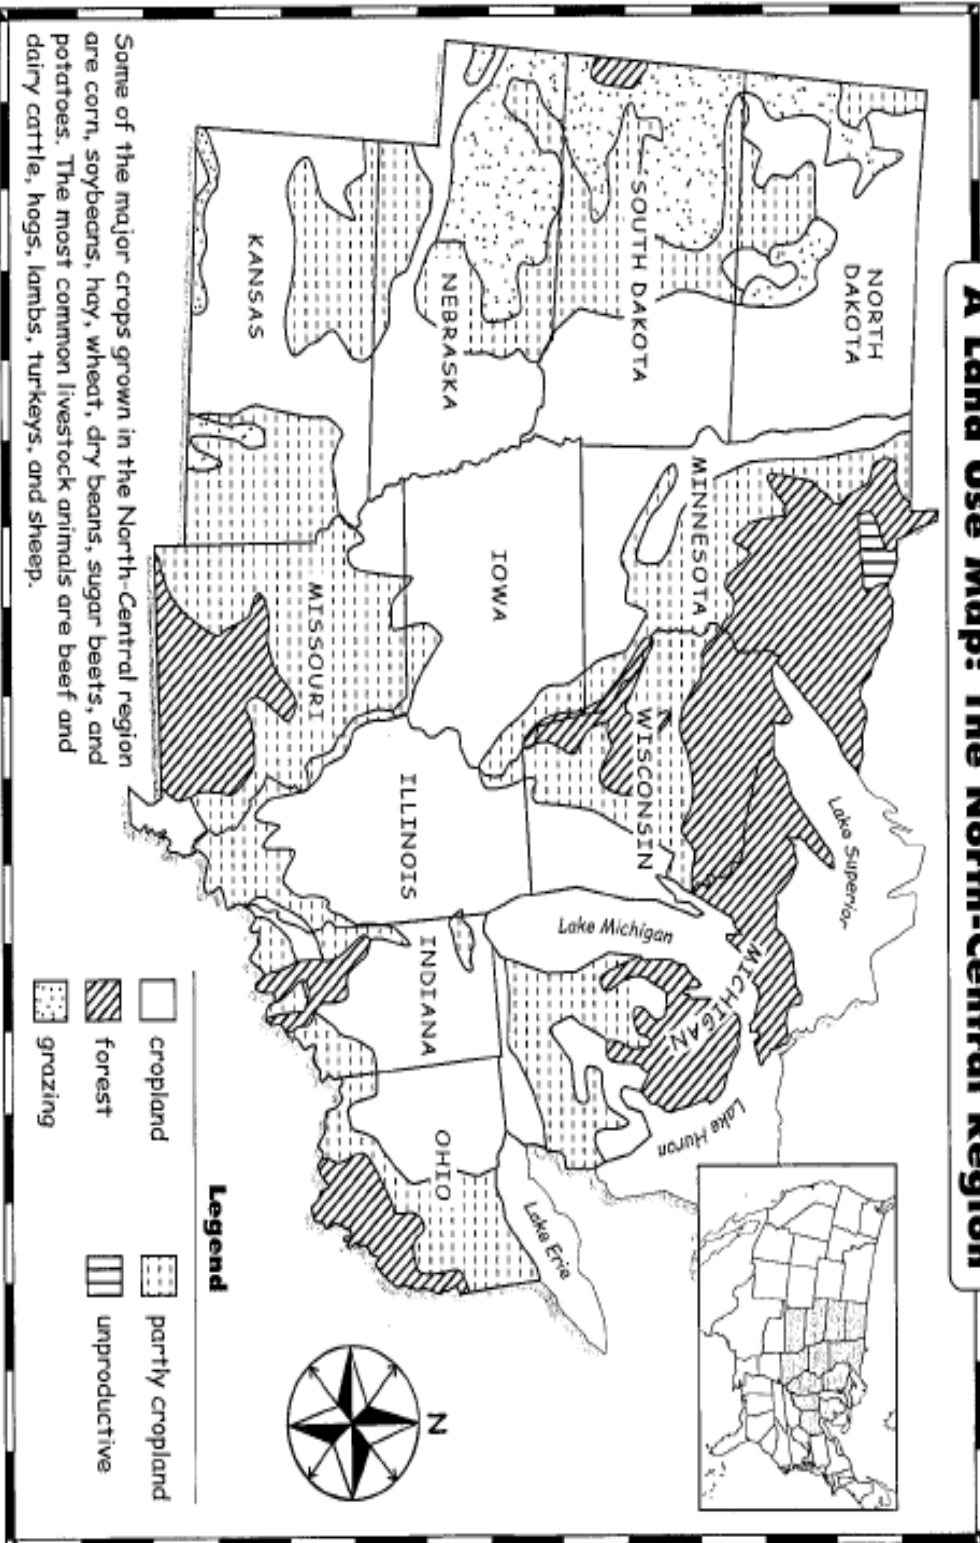 A Land Use Map: The North-Central Region
NORTH
DAKOTA
SOUTH DAKOTA
NEBRASKA
KANSAS
MINNESOTA
IOWA
MISSOURI
WISCONSIN
ILLINOIS
MICHIGAN
INDIANA
OHIO
Lake Superior
Lake Michigan
Lake Huron
Lake Erie
N
Some of the major crops grown in the North-Central region
are corn, soybeans, hay, wheat, dry beans, sugar beets, and
potatoes. The most common livestock animals are beef and
dairy cattle, hogs, lambs, turkeys, and sheep.
Legend
cropland
partly cropland
forest
unproductive
grazing